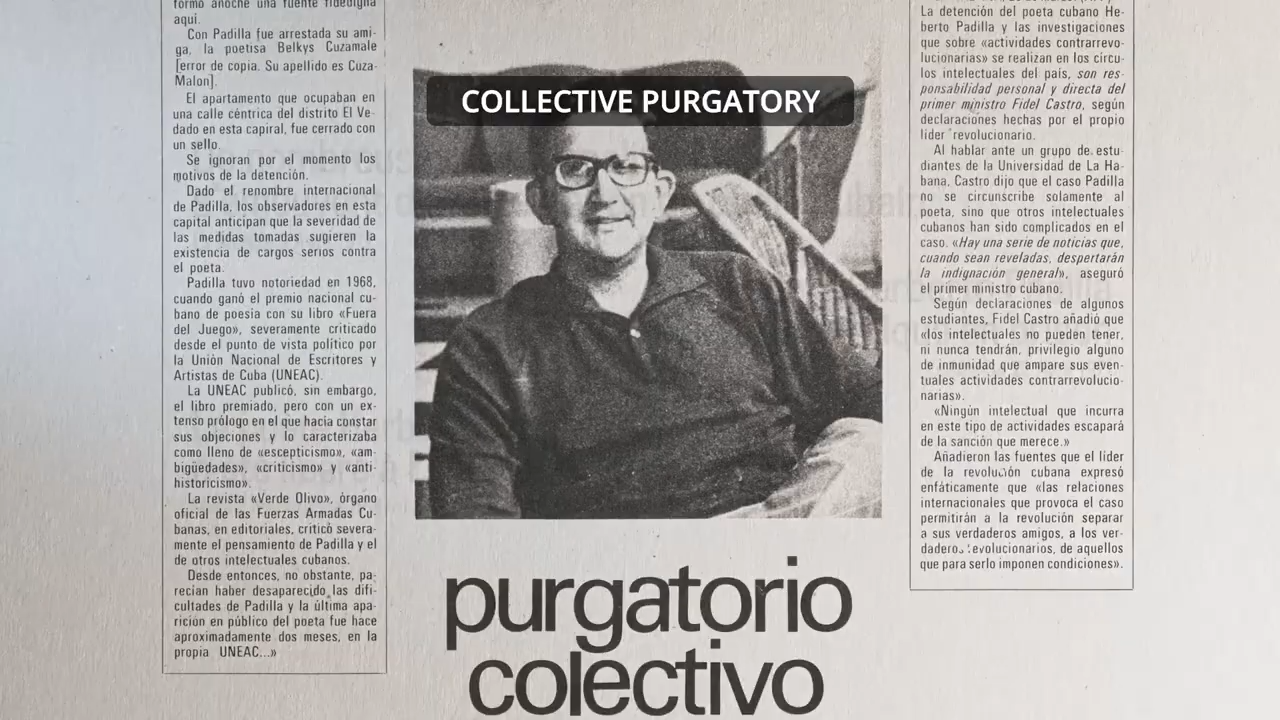 formó anoche una fuente fidedigna
aquí.
Con Padilla fue arrestada su ami-
ga, la poetisa Belkys Cuzamale
[error de copia. Su apellido es Cuza-
Malon].
El apartamento que ocupaban en
una calle céntrica del distrito El Ve-
dado en esta capiral, fue cerrado con
un sello.
Se ignoran por el momento los
motivos de la detención.
Dado el renombre internacional
de Padilla, los observadores en esta
capital anticipan que la severidad de
las medidas tomadas sugieren la
existencia de cargos serios contra
el poeta.
Padilla tuvo notoriedad en 1968,
cuando ganó el premio nacional cu-
bano de poesía con su libro «Fuera
del Juego», severamente criticado
desde el punto de vista político por
la Unión Nacional de Escritores y
Artistas de Cuba (UNEAC).
La UNEAC publicó, sin embargo,
el libro premiado, pero con un ex-
tenso prólogo en el que hacía constar
sus objeciones y lo caracterizaba
como lleno de «escepticismo», «am-
bigüedades», «criticismo» y «anti-
historicismo».
La revista «Verde Olivo», órgano
oficial de las Fuerzas Armadas Cu-
banas, en editoriales, criticó severa-
mente el pensamiento de Padilla y el
de otros intelectuales cubanos.
Desde entonces, no obstante, pa-
recían haber desaparecido las difi-
cultades de Padilla y la última apa-
rición en público del poeta fue hace
aproximadamente dos meses, en la
propia UNEAC...»
COLLECTIVE PURGATORY
purgatorio
colectivo
La detención del poeta cubano He-
berto Padilla y las investigaciones
que sobre «actividades contrarrevo-
lucionarias» se realizan en los círcu-
los intelectuales del país, son res-
ponsabilidad personal y directa del
primer ministro Fidel Castro, según
declaraciones hechas por el propio
líder revolucionario.
Al hablar ante un grupo de estu-
diantes de la Universidad de La Ha-
bana, Castro dijo que el caso Padilla
no se circunscribe solamente al
poeta, sino que otros intelectuales
cubanos han sido complicados en el
caso. «Hay una serie de noticias que,
cuando sean reveladas, despertarán
la indignación general», aseguró
el primer ministro cubano.
Según declaraciones de algunos
estudiantes, Fidel Castro añadió que
«los intelectuales no pueden tener,
ni nunca tendrán, privilegio alguno
de inmunidad que ampare sus even-
tuales actividades contrarrevolucio-
narias».
«Ningún intelectual que incurra
en este tipo de actividades escapará
de la sanción que merece.»
Añadieron las fuentes que el líder
de la revolución cubana expresó
enfáticamente que «las relaciones
internacionales que provoca el caso
permitirán a la revolución separar
a sus verdaderos amigos, a los ver-
daderos revolucionarios, de aquellos
que para serlo imponen condiciones».